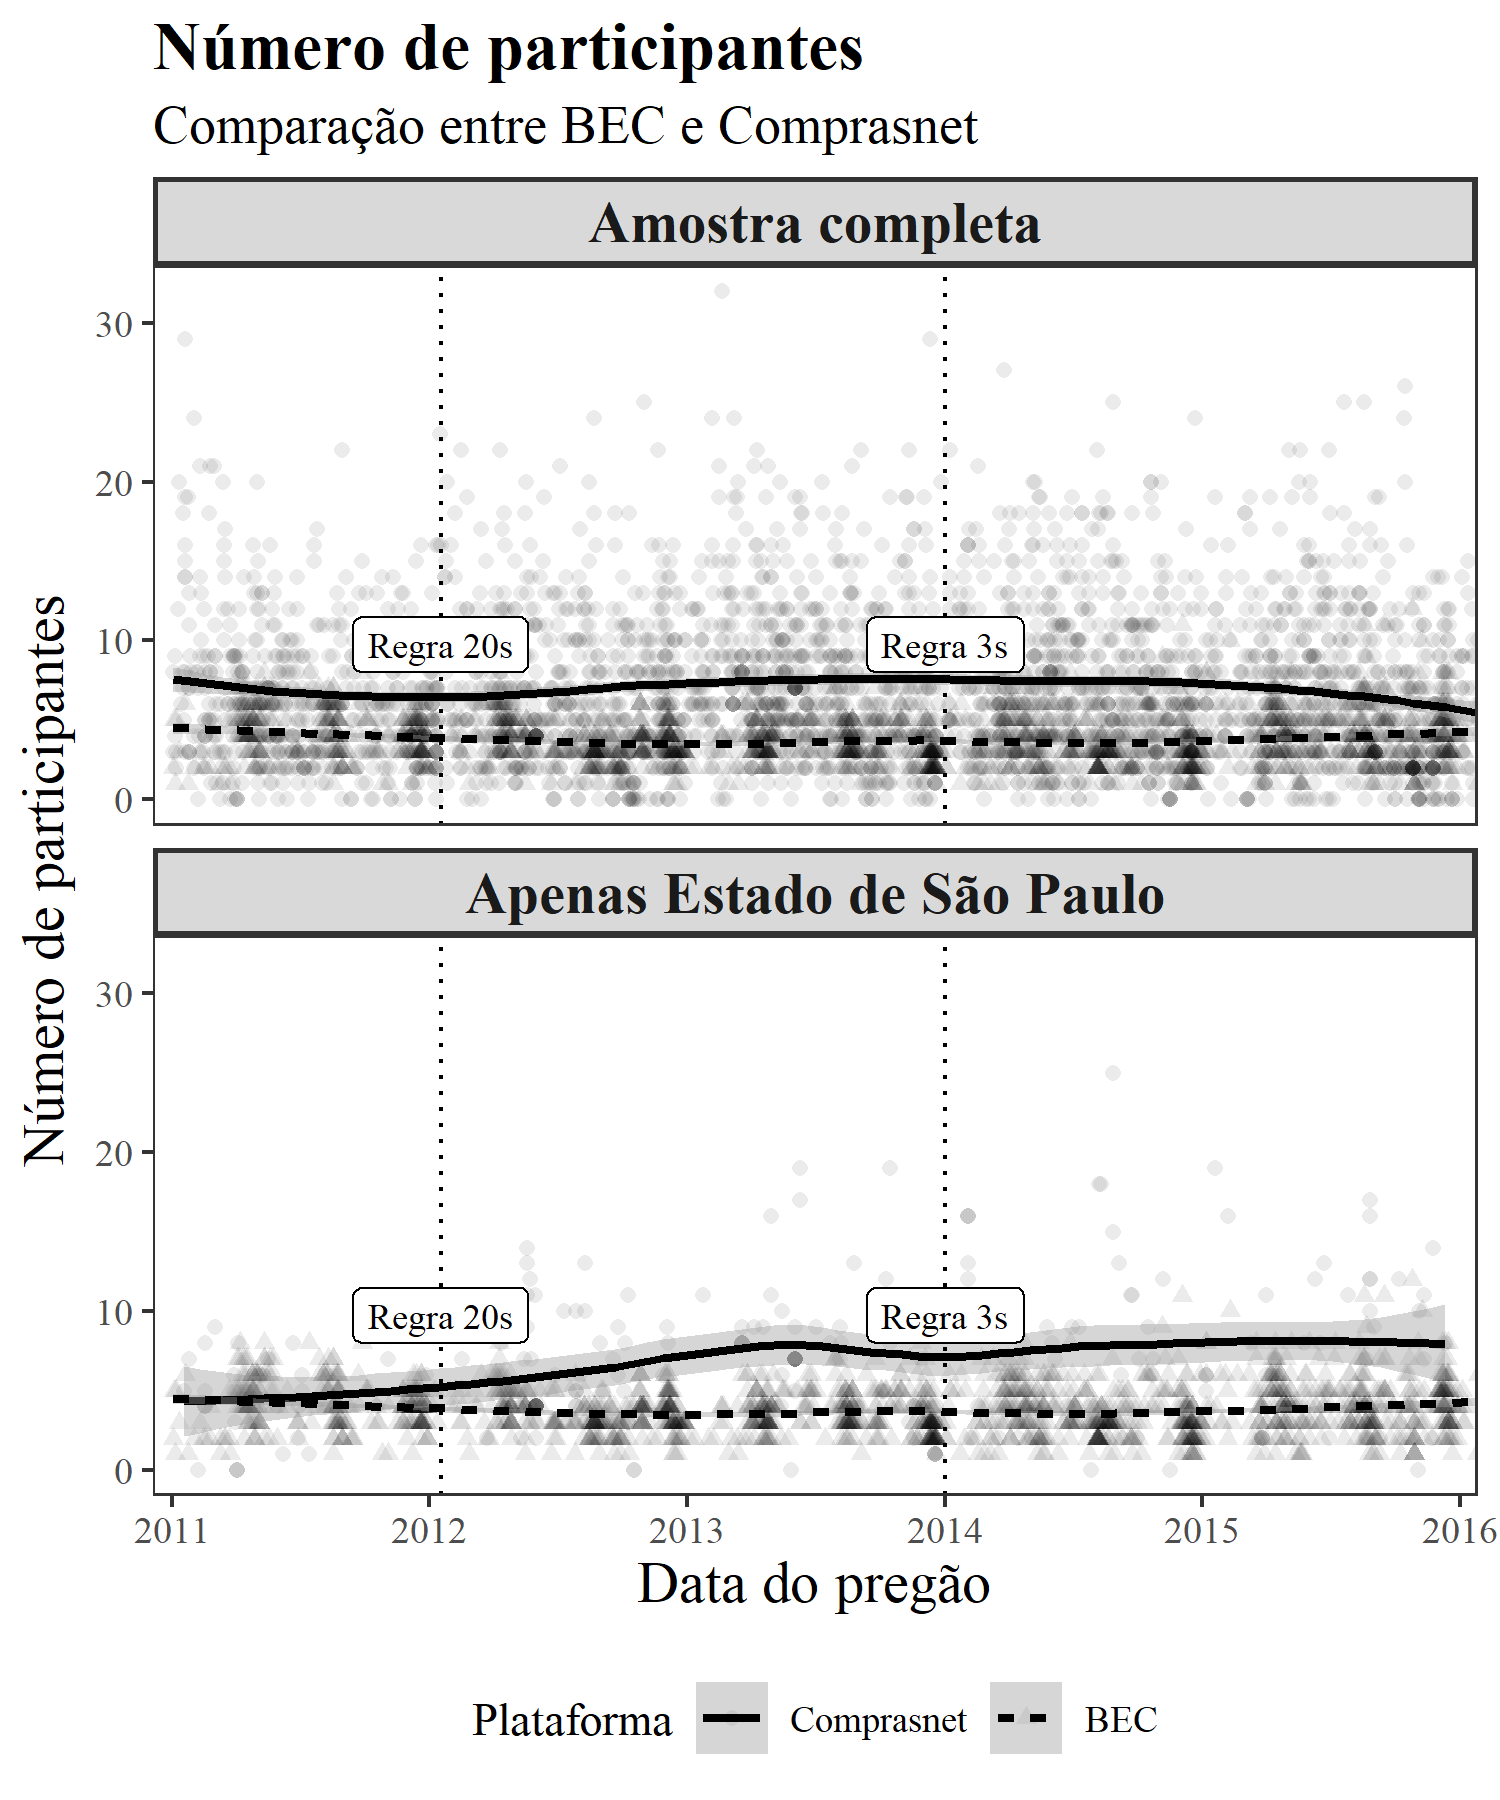 Número de participantes
Comparação entre BEC e Comprasnet
Amostra completa
30
20
10
0
Regra 20s
Regra 3s
Número de participantes
Apenas Estado de São Paulo
30
20
10
0
Regra 20s
Regra 3s
2011 2012 2013 2014 2015 2016
Data do pregão
Plataforma Comprasnet BEC